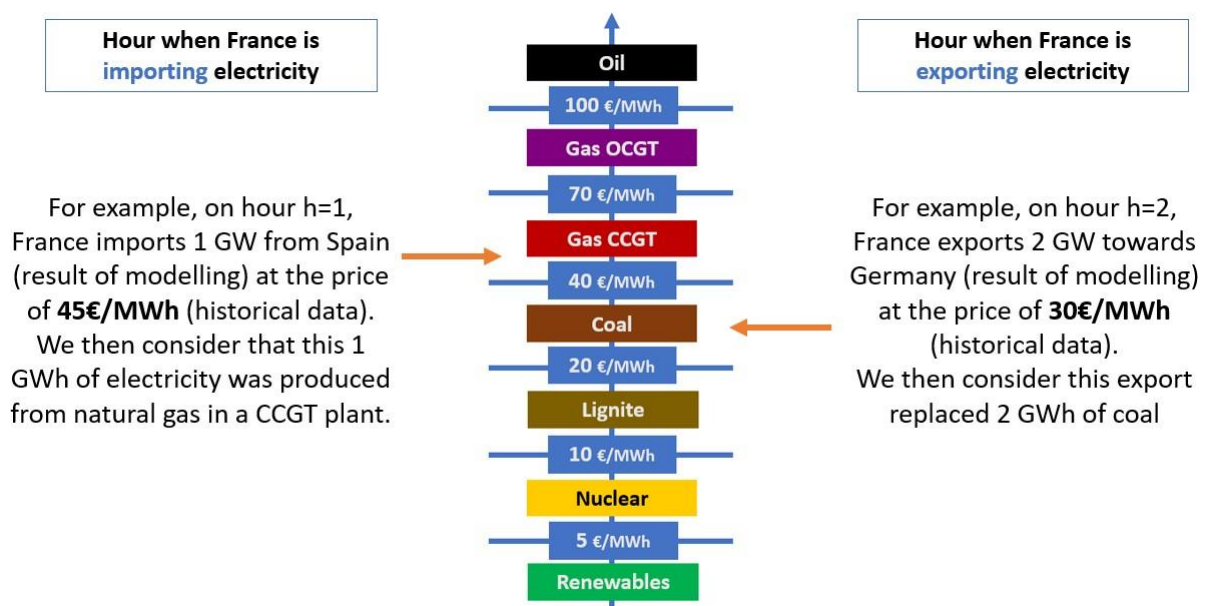 Hour when France is
importing electricity
For example, on hour h=1,
France imports 1 GW from Spain
(result of modelling) at the price
of 45€/MWh (historical data).
We then consider that this 1
GWh of electricity was produced
from natural gas in a CCGT plant.
Oil
100 €/MWh
Gas OCGT
70 €/MWh
Gas CCGT
40 €/MWh
Coal
20 €/MWh
Lignite
10 €/MWh
Nuclear
5 €/MWh
Renewables
Hour when France is
exporting electricity
For example, on hour h=2,
France exports 2 GW towards
Germany (result of modelling)
at the price of 30€/MWh
(historical data).
We then consider this export
replaced 2 GWh of coal